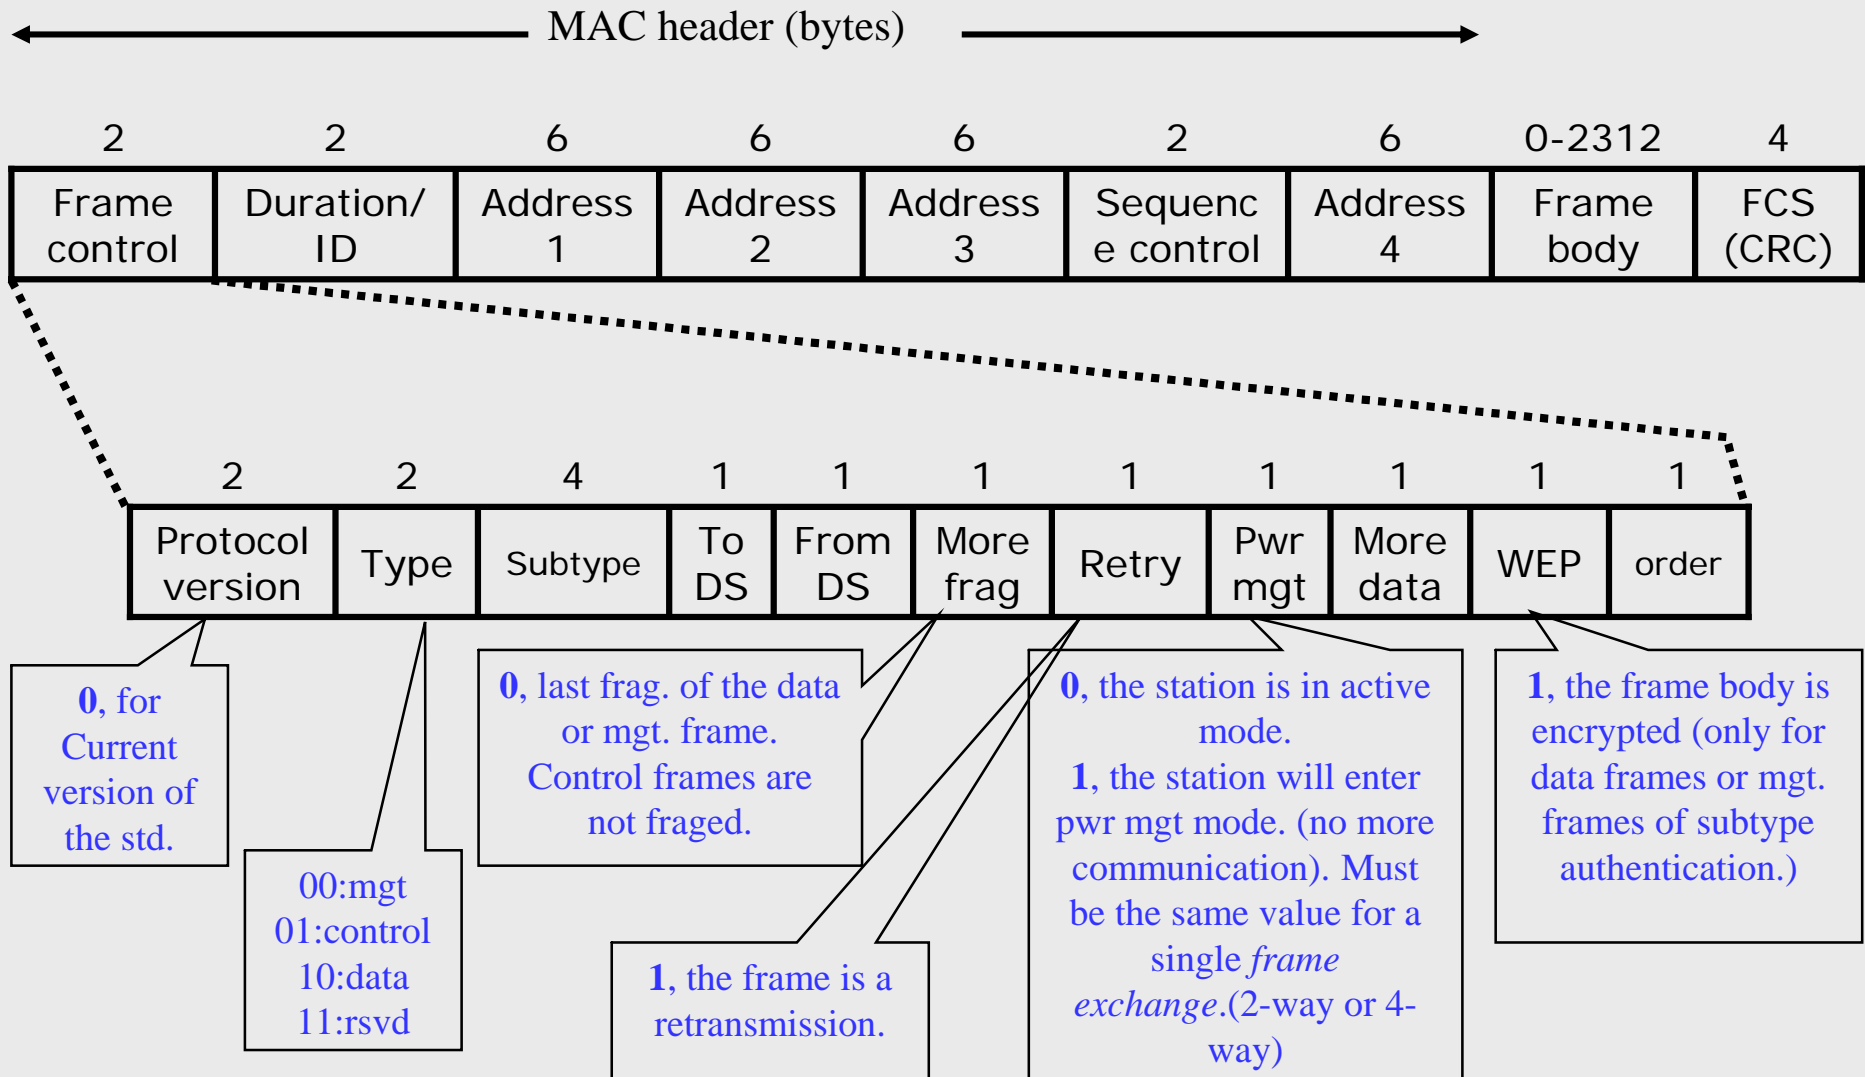 MAC header (bytes)
2 2 6 6 6 2 6 0-2312 4
Frame control
Duration/ ID
Address 1
Address 2
Address 3
Sequenc e control
Address 4
Frame body
FCS (CRC)
2 2 4 1 1 1 1 1 1 1 1
Protocol version
Type
Subtype
To DS
From DS
More frag
Retry
Pwr mgt
More data
WEP
order
0, for
Current
version of
the std.
00:mgt
01:control
10:data
11:rsvd
0, last frag. of the data
or mgt. frame.
Control frames are
not fraged.
1, the frame is a
retransmission.
0, the station is in active
mode.
1, the station will enter
pwr mgt mode. (no more
communication). Must
be the same value for a
single frame
exchange.(2-way or 4-
way)
1, the frame body is
encrypted (only for
data frames or mgt.
frames of subtype
authentication.)